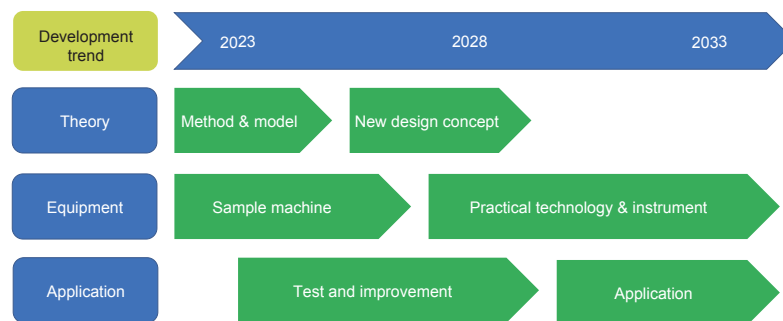 Development
trend
2023 2028 2033
Theory
Method & model
New design concept
Equipment
Sample machine
Practical technology & instrument
Application
Test and improvement
Application